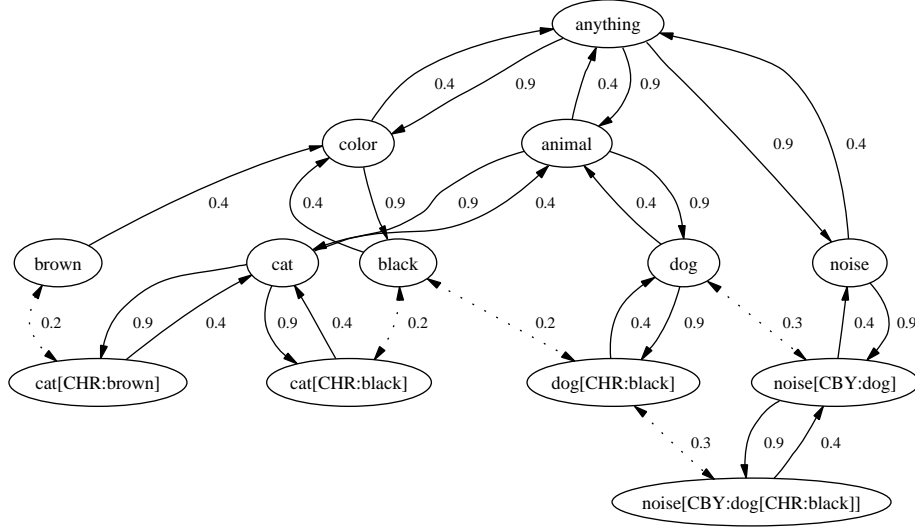 anything
0.4 0.9 0.4 0.9
color animal 0.9 0.4
0.4 0.4 0.9 0.9 0.4 0.4 0.9
brown cat black dog noise
0.2 0.9 0.4 0.9 0.4 0.2 0.2 0.4 0.9 0.3 0.4 0.9
cat[CHR:brown] cat[CHR:black] dog[CHR:black] noise[CBY:dog]
0.3 0.9 0.4
noise[CBY:dog[CHR:black]]